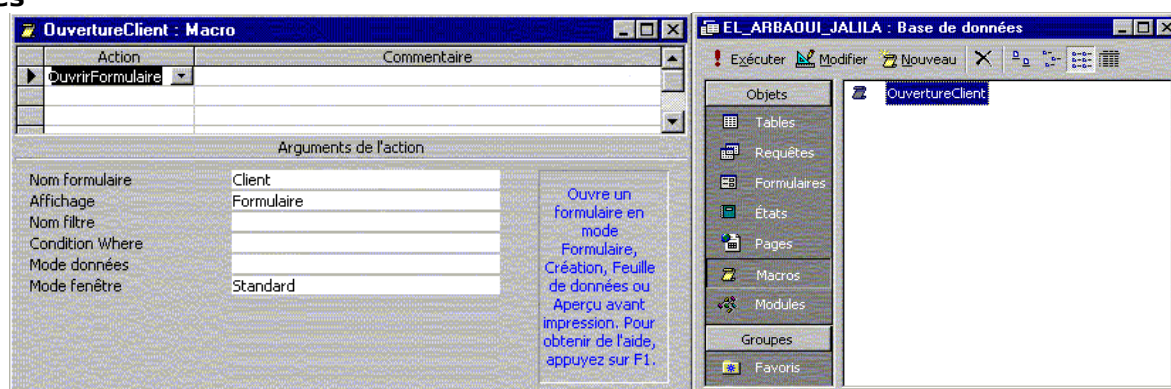 OuvertureClient : Macro
Action Commentaire
OuvrirFormulaire
Arguments de l'action
Nom formulaire Client
Affichage Formulaire
Nom filtre
Condition Where
Mode données
Mode fenêtre Standard
Ouvre un
formulaire en
mode
Formulaire,
Création, Feuille
de données ou
Aperçu avant
impression. Pour
obtenir de l'aide,
appuyez sur F1.
EL_ARBAOUI_JALILA : Base de données
Exécuter Modifier Nouveau
Objets
Tables
Requêtes
Formulaires
États
Pages
Macros
Modules
Groupes
Favoris
OuvertureClient